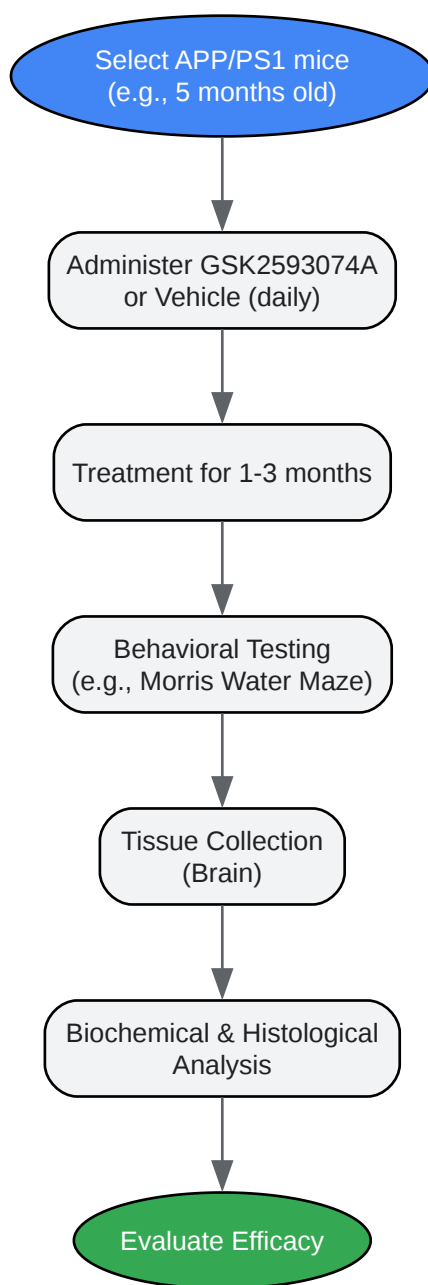 Select APP/PS1 mice
(e.g., 5 months old)
Administer GSK2593074A
or Vehicle (daily)
Treatment for 1-3 months
Behavioral Testing
(e.g., Morris Water Maze)
Tissue Collection
(Brain)
Biochemical & Histological
Analysis
Evaluate Efficacy